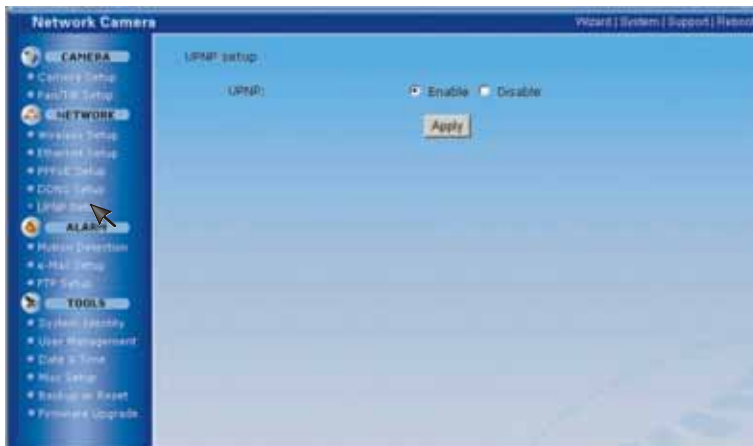 Network Camera
Wizard | System | Support | Reboot
CAMERA
Camera Setup
Pan/Tilt Setup
NETWORK
Wireless Setup
Ethernet Setup
PPPoE Setup
DDNS Setup
UPNP Setup
ALARM
Motion Detection
e-Mail Setup
FTP Setup
TOOLS
System Identity
User Management
Date & Time
Misc Setup
Backup or Reset
Firmware Upgrade
UPNP setup
UPNP:
Enable
Disable
Apply